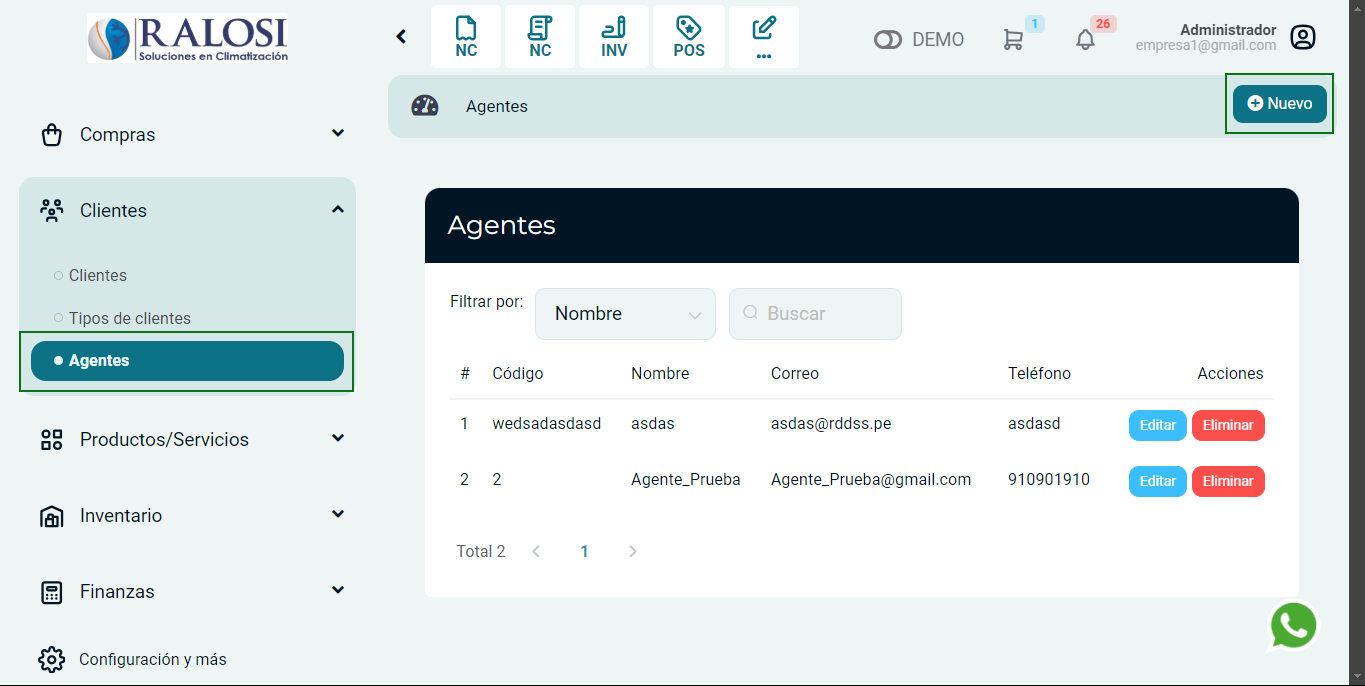 RALOSI
Soluciones en Climatización
NC
NC
INV
POS
...
DEMO
1
26
Administrador
empresa1@gmail.com
Agentes
Nuevo
Compras
Clientes
Clientes
Tipos de clientes
Agentes
Productos/Servicios
Inventario
Finanzas
Configuración y más
Agentes
Filtrar por: Nombre Buscar
# Código Nombre Correo Teléfono Acciones
1 wedsadasdasd asdas asdas@rddss.pe asdasd Editar Eliminar
2 2 Agente_Prueba Agente_Prueba@gmail.com 910901910 Editar Eliminar
Total 2 1